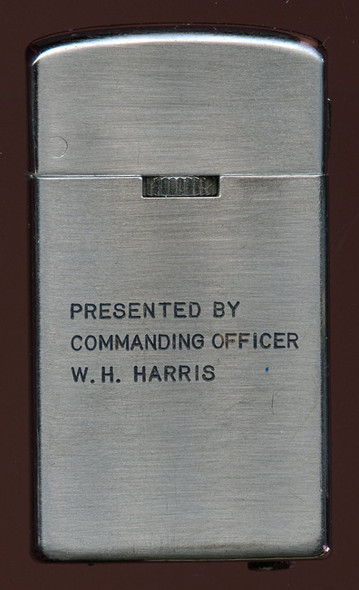 PRESENTED BY
COMMANDING OFFICER
W. H. HARRIS